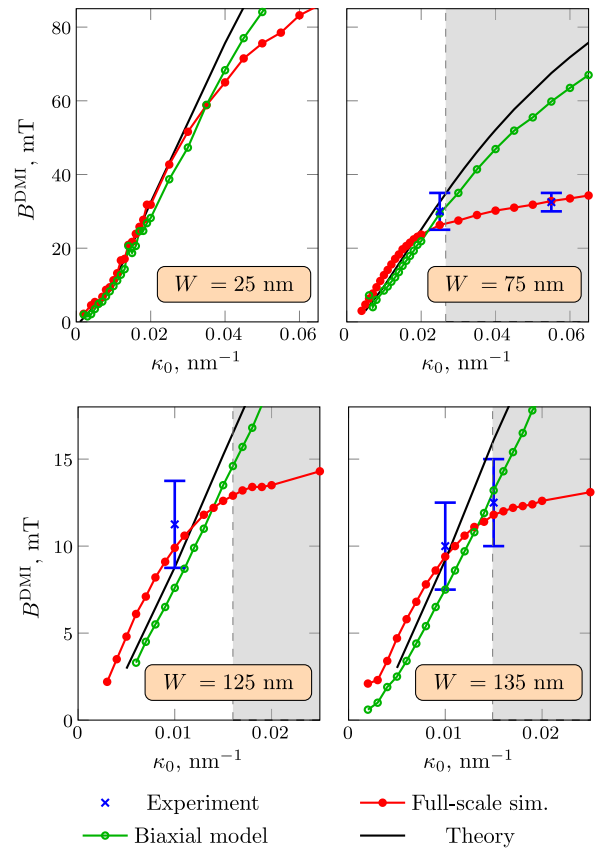 80
60
40
20
0
B^DMI, mT
0.02
0.04
0.06
κ₀, nm⁻¹
W = 25 nm
0
0.02
0.04
0.06
κ₀, nm⁻¹
W = 75 nm
15
10
5
0
B^DMI, mT
0.01
0.02
κ₀, nm⁻¹
W = 125 nm
0
0.01
0.02
κ₀, nm⁻¹
W = 135 nm
Experiment
Full-scale sim.
Biaxial model
Theory